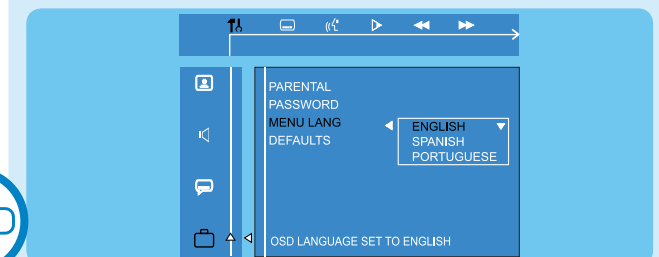 PARENTAL
PASSWORD
MENU LANG
DEFAULTS
ENGLISH
SPANISH
PORTUGUESE
OSD LANGUAGE SET TO ENGLISH